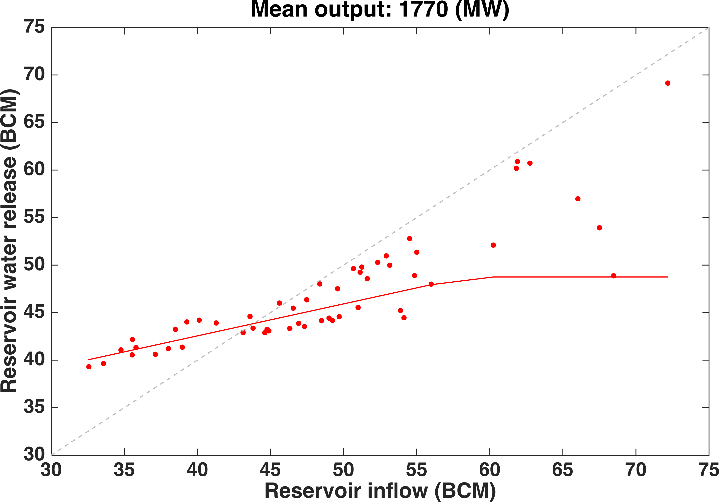 Mean output: 1770 (MW)
75
70
65
60
55
50
45
40
35
30
Reservoir water release (BCM)
30 35 40 45 50 55 60 65 70 75
Reservoir inflow (BCM)